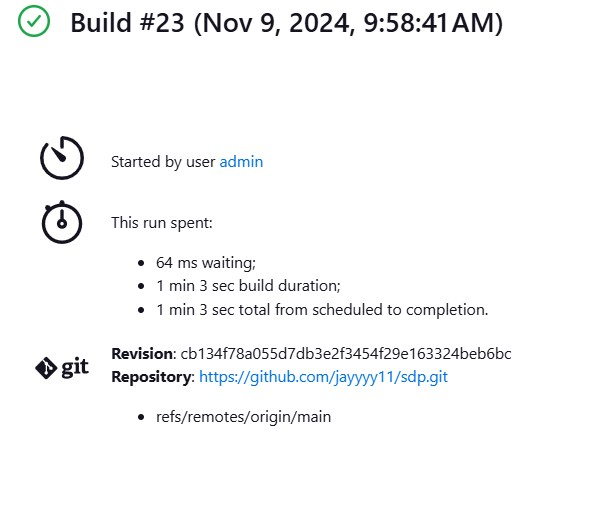 Build #23 (Nov 9, 2024, 9:58:41 AM)
Started by user admin
This run spent:
64 ms waiting;
1 min 3 sec build duration;
1 min 3 sec total from scheduled to completion.
git
Revision: cb134f78a055d7db3e2f3454f29e163324beb6bc
Repository: https://github.com/jayyyy11/sdp.git
refs/remotes/origin/main